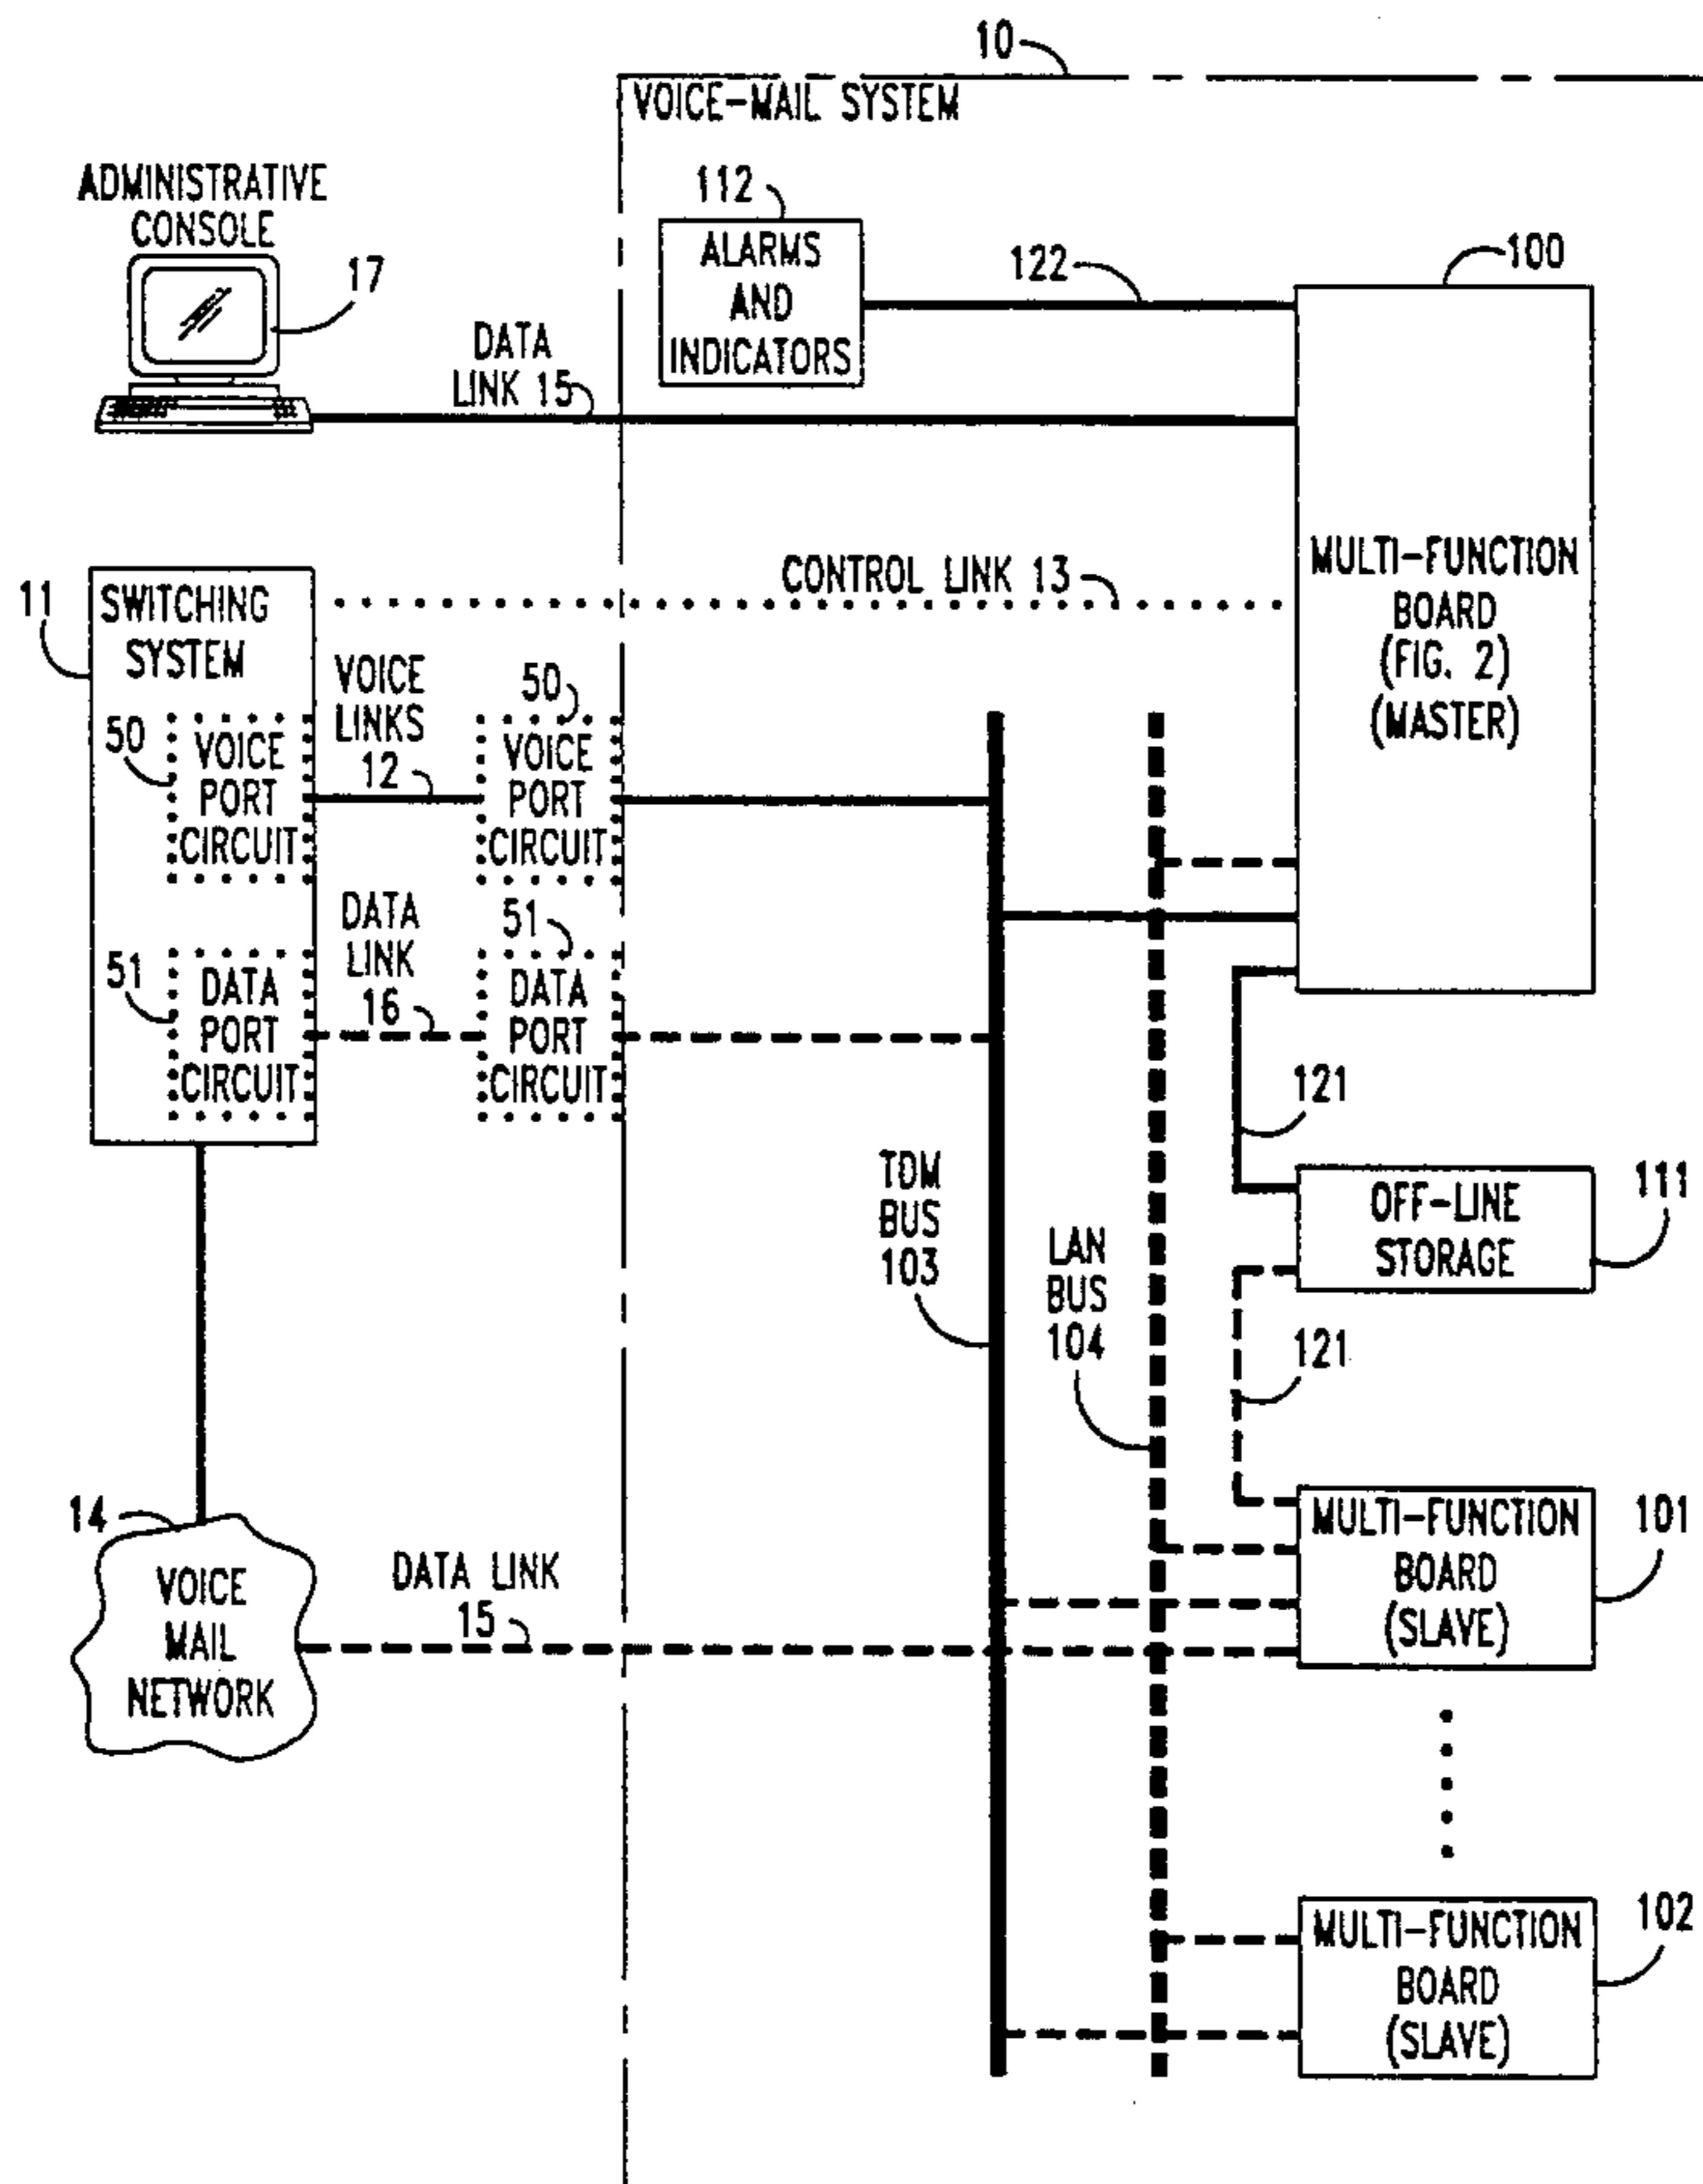 10
VOICE-MAIL SYSTEM
ADMINISTRATIVE
CONSOLE
17
112
ALARMS
AND
INDICATORS
122
100
DATA
LINK 15
MULTI-FUNCTION
BOARD
(FIG. 2)
(MASTER)
CONTROL LINK 13
11
SWITCHING
SYSTEM
VOICE
LINKS
12
50
VOICE
PORT
CIRCUIT
50
VOICE
PORT
CIRCUIT
DATA
LINK
16
51
DATA
PORT
CIRCUIT
51
DATA
PORT
CIRCUIT
121
TDM
BUS
103
LAN
BUS
104
OFF-LINE
STORAGE
111
121
14
VOICE
MAIL
NETWORK
DATA LINK
15
MULTI-FUNCTION
BOARD
(SLAVE)
101
MULTI-FUNCTION
BOARD
(SLAVE)
102